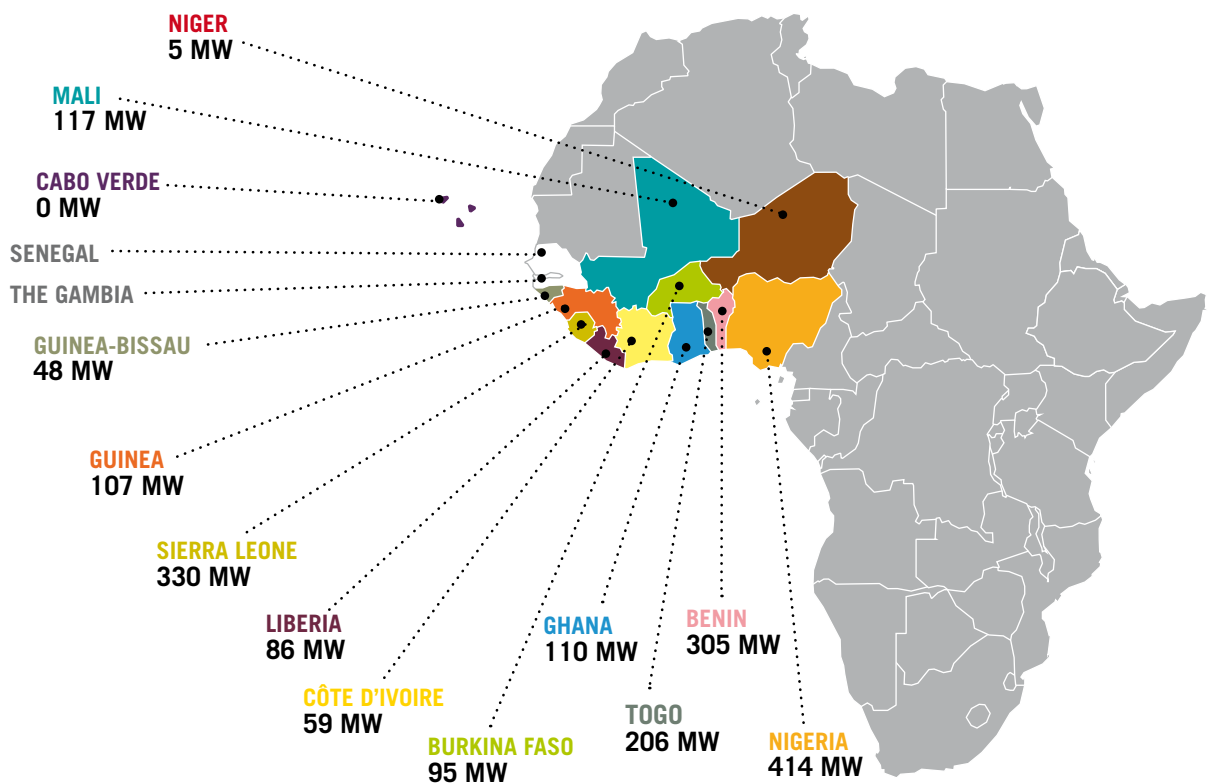 NIGER
5 MW
MALI
117 MW
CABO VERDE
0 MW
SENEGAL
THE GAMBIA
GUINEA-BISSAU
48 MW
GUINEA
107 MW
SIERRA LEONE
330 MW
LIBERIA
86 MW
CÔTE D'IVOIRE
59 MW
BURKINA FASO
95 MW
GHANA
110 MW
TOGO
206 MW
BENIN
305 MW
NIGERIA
414 MW